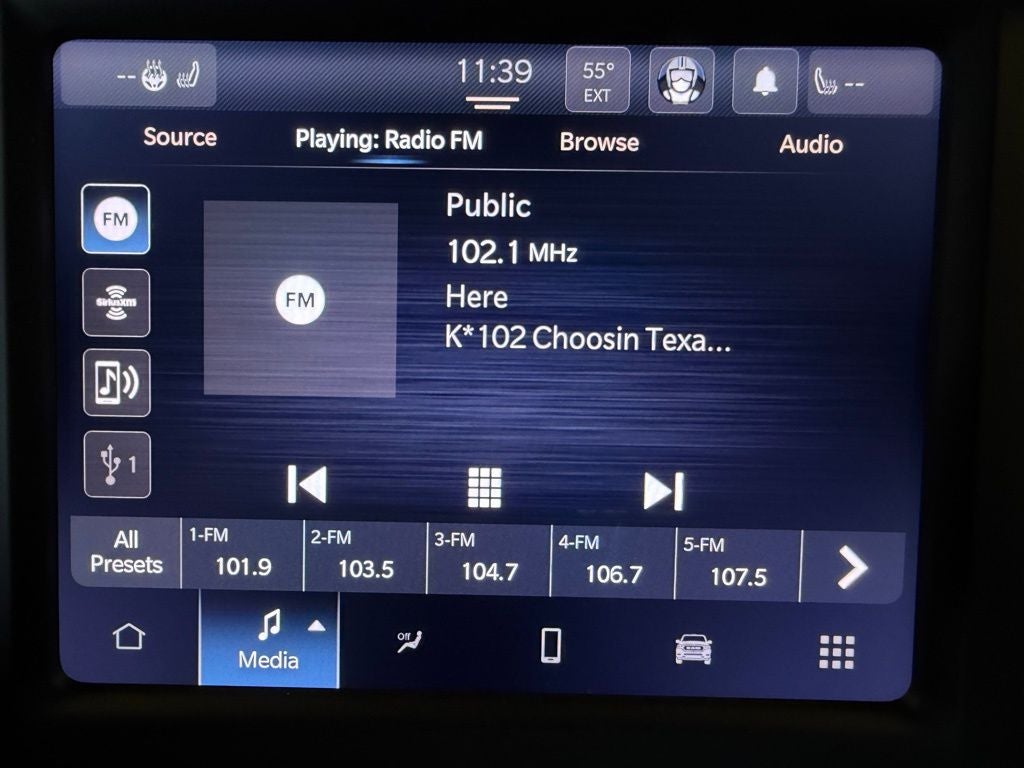 --
11:39
55°
EXT
--
Source
Playing: Radio FM
Browse
Audio
FM
SiriusXM
1
FM
Public
102.1 MHz
Here
K*102 Choosin Texa...
All
Presets
1-FM
101.9
2-FM
103.5
3-FM
104.7
4-FM
106.7
5-FM
107.5
Media
Off